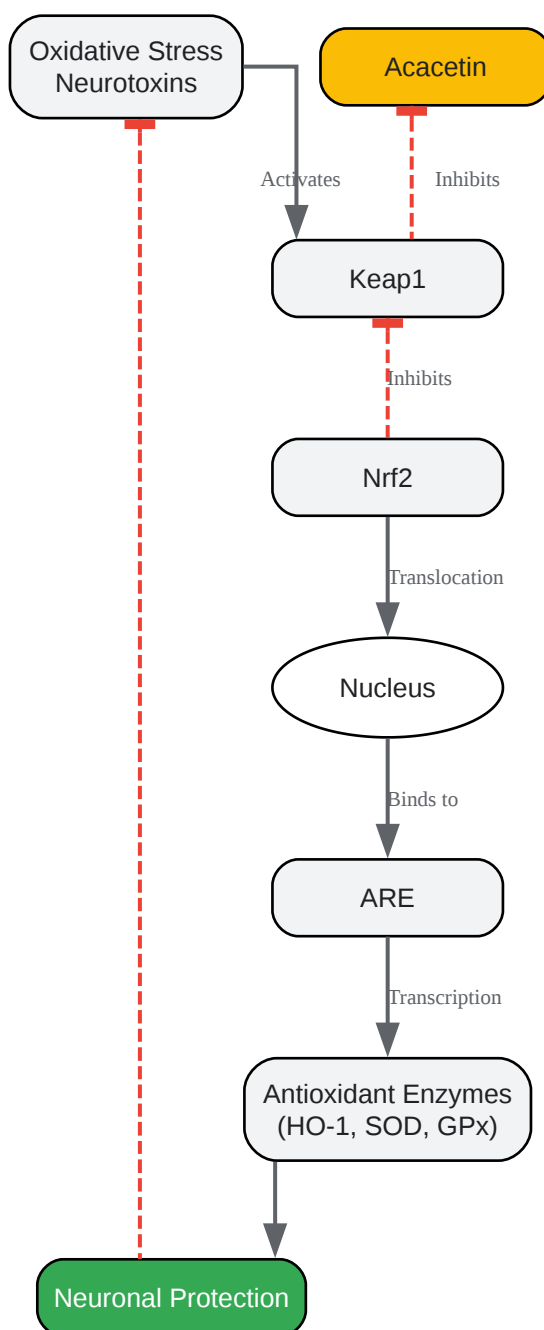 Oxidative Stress
Neurotoxins
Acacetin
Activates
Inhibits
Keap1
Inhibits
Nrf2
Translocation
Nucleus
Binds to
ARE
Transcription
Antioxidant Enzymes
(HO-1, SOD, GPx)
Neuronal Protection